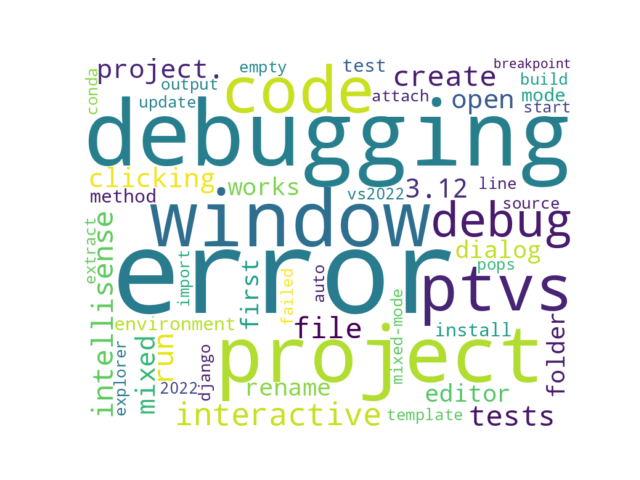 breakpoint
project.
empty
test
create
build
output
code
conda
attach
open
mode
update
start
debugging
clicking
works
vs2022
3.12
line
method
source
window
debug
dialog
intellisense
extract
import
error
first
failed
auto
pops
ptvs
mixed-mode
environment
file
install
folder
explorer
mixed
run
django
project
2022
rename
editor
interactive
template
tests